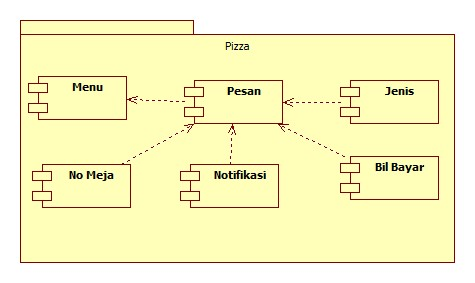 Pizza
Menu
Pesan
Jenis
No Meja
Notifikasi
Bil Bayar